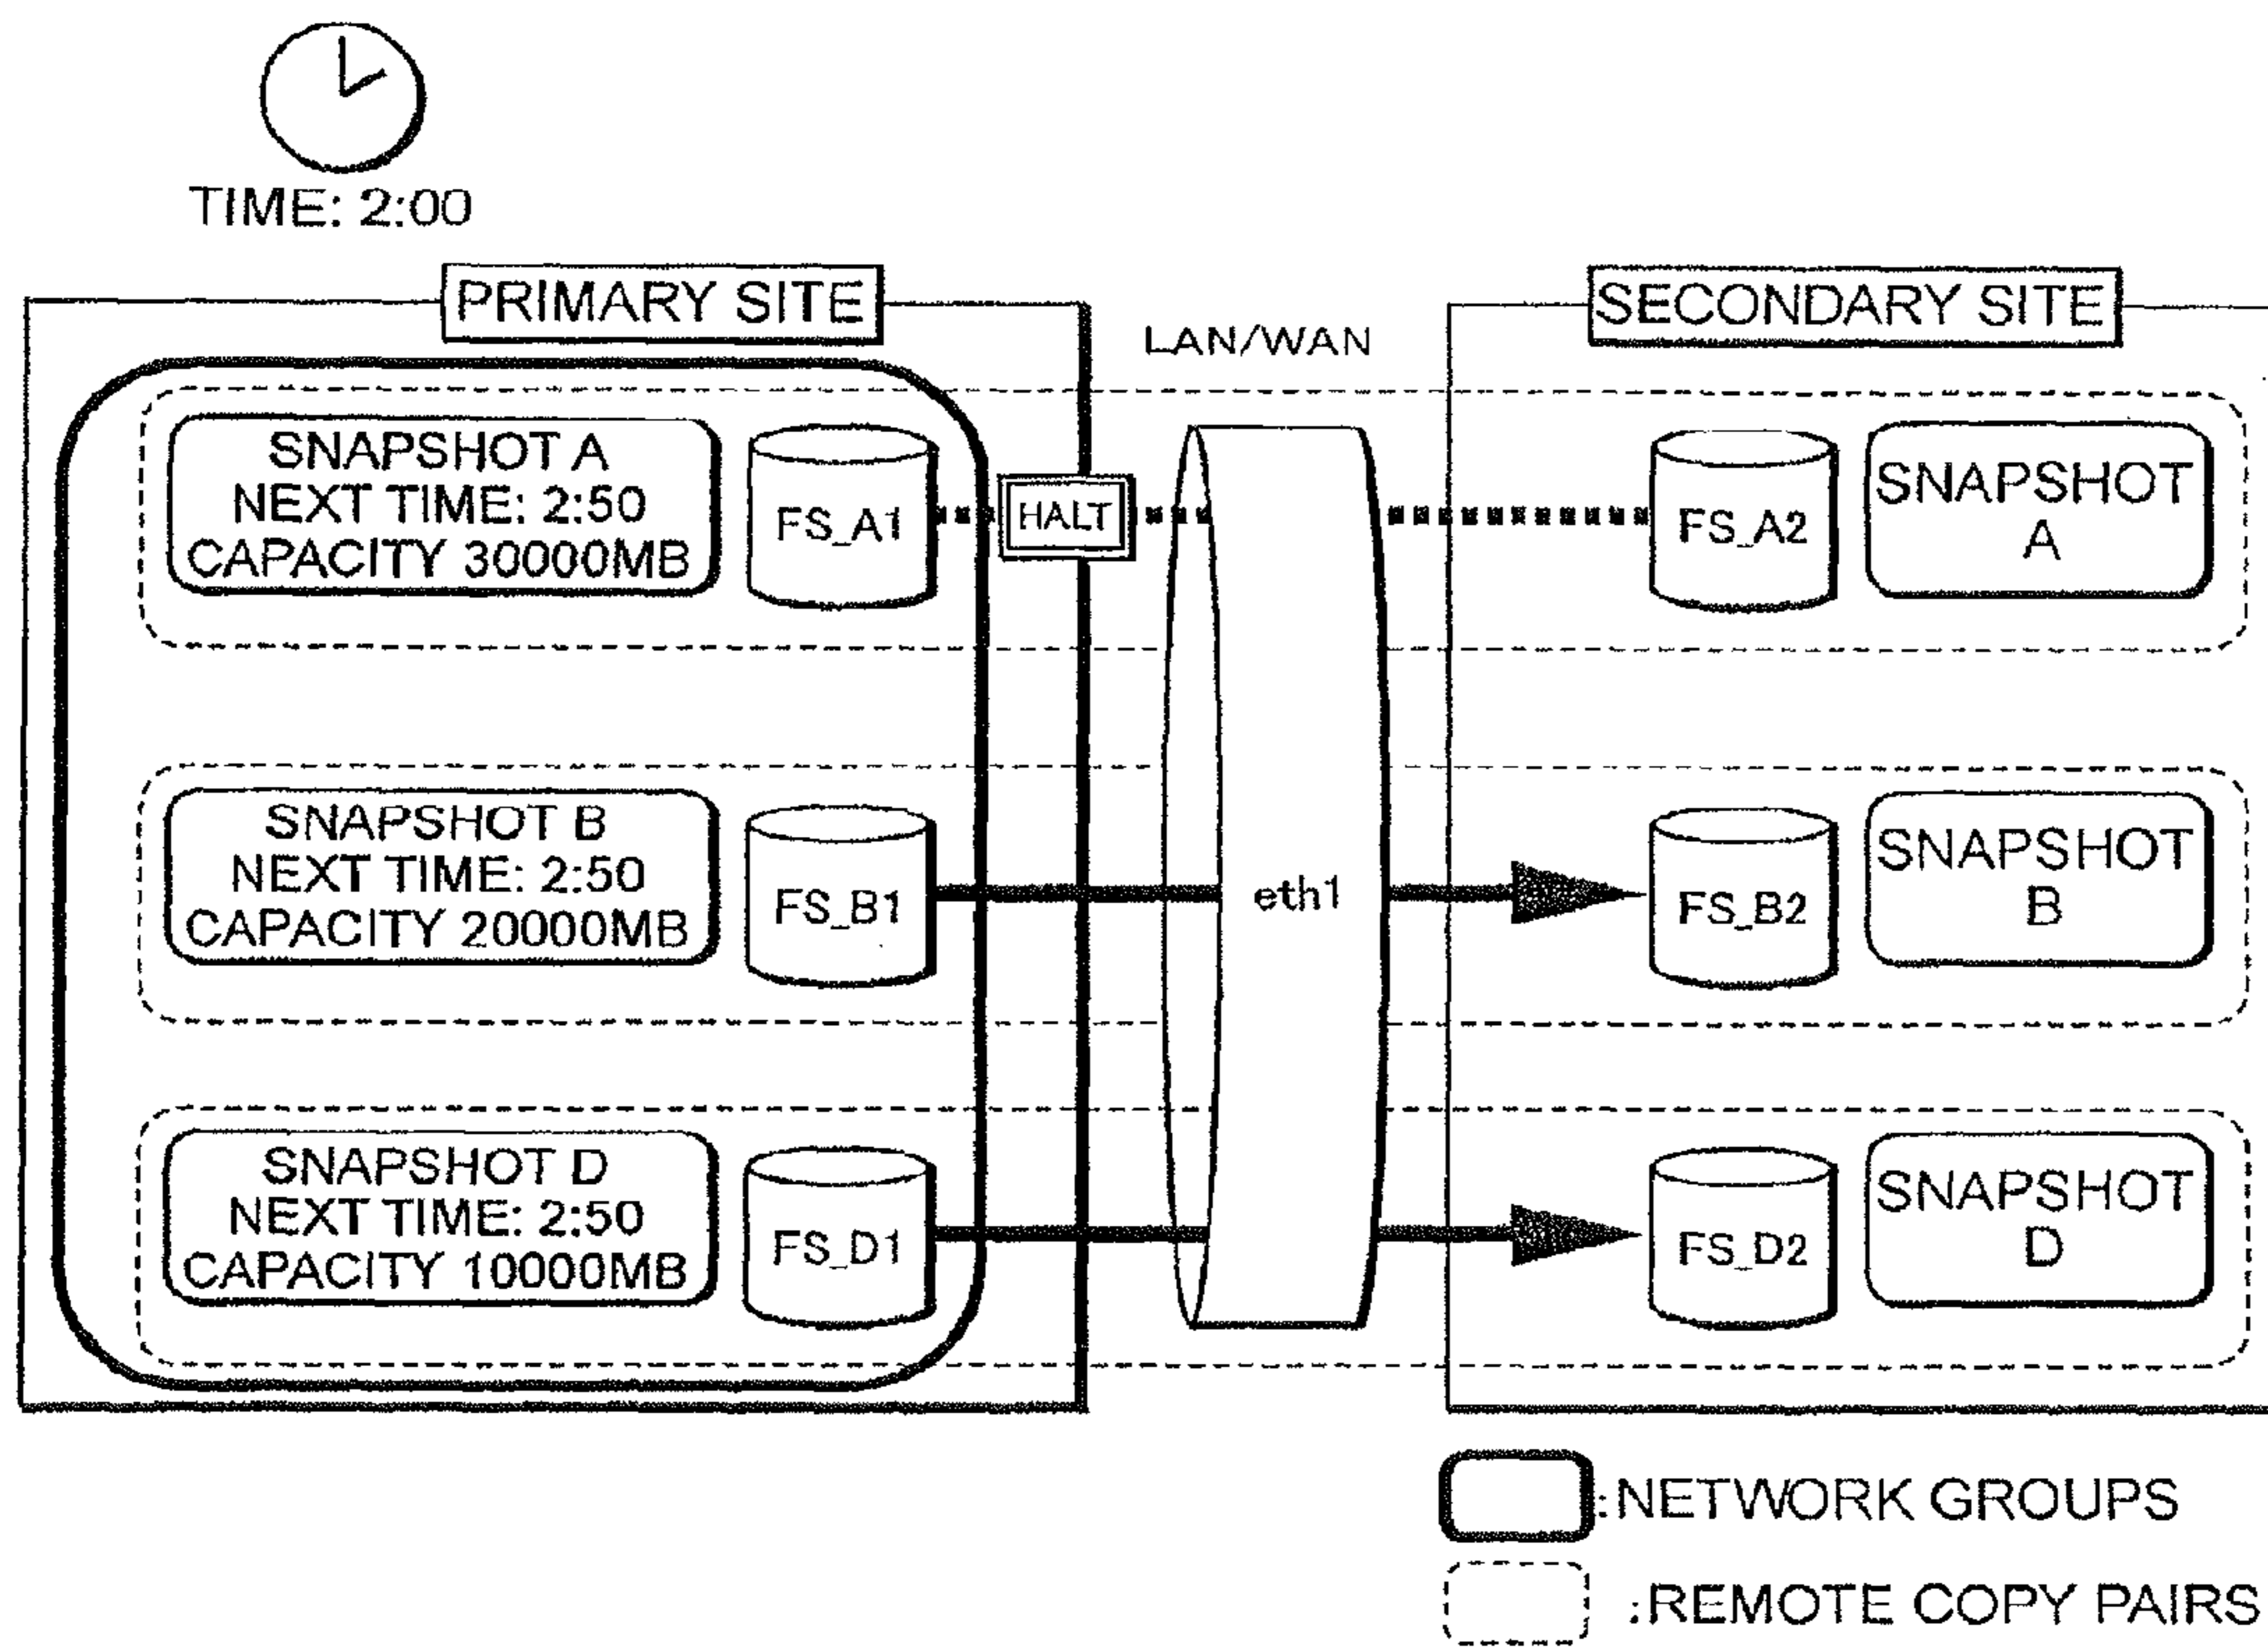 TIME: 2:00
PRIMARY SITE
SECONDARY SITE
LAN/WAN
SNAPSHOT A
NEXT TIME: 2:50
CAPACITY 30000MB
FS_A1
HALT
FS_A2
SNAPSHOT
A
SNAPSHOT B
NEXT TIME: 2:50
CAPACITY 20000MB
FS_B1
eth1
FS_B2
SNAPSHOT
B
SNAPSHOT D
NEXT TIME: 2:50
CAPACITY 10000MB
FS_D1
FS_D2
SNAPSHOT
D
:NETWORK GROUPS
:REMOTE COPY PAIRS